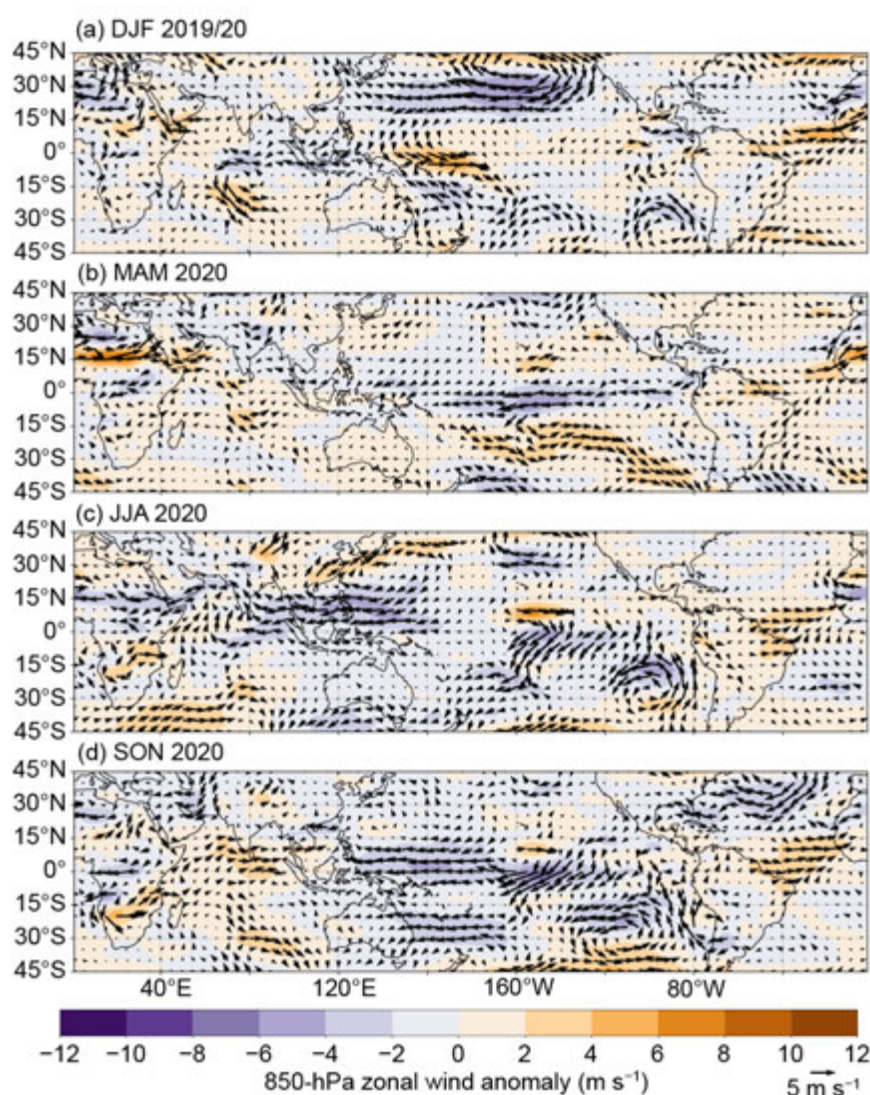 (a) DJF 2019/20
45°N
30°N
15°N
0°
15°S
30°S
45°S
(b) MAM 2020
45°N
30°N
15°N
0°
15°S
30°S
45°S
(c) JJA 2020
45°N
30°N
15°N
0°
15°S
30°S
45°S
(d) SON 2020
45°N
30°N
15°N
0°
15°S
30°S
45°S
40°E 120°E 160°W 80°W
−12 −10 −8 −6 −4 −2 0 2 4 6 8 10 12
850-hPa zonal wind anomaly (m s⁻¹) 5 m s⁻¹